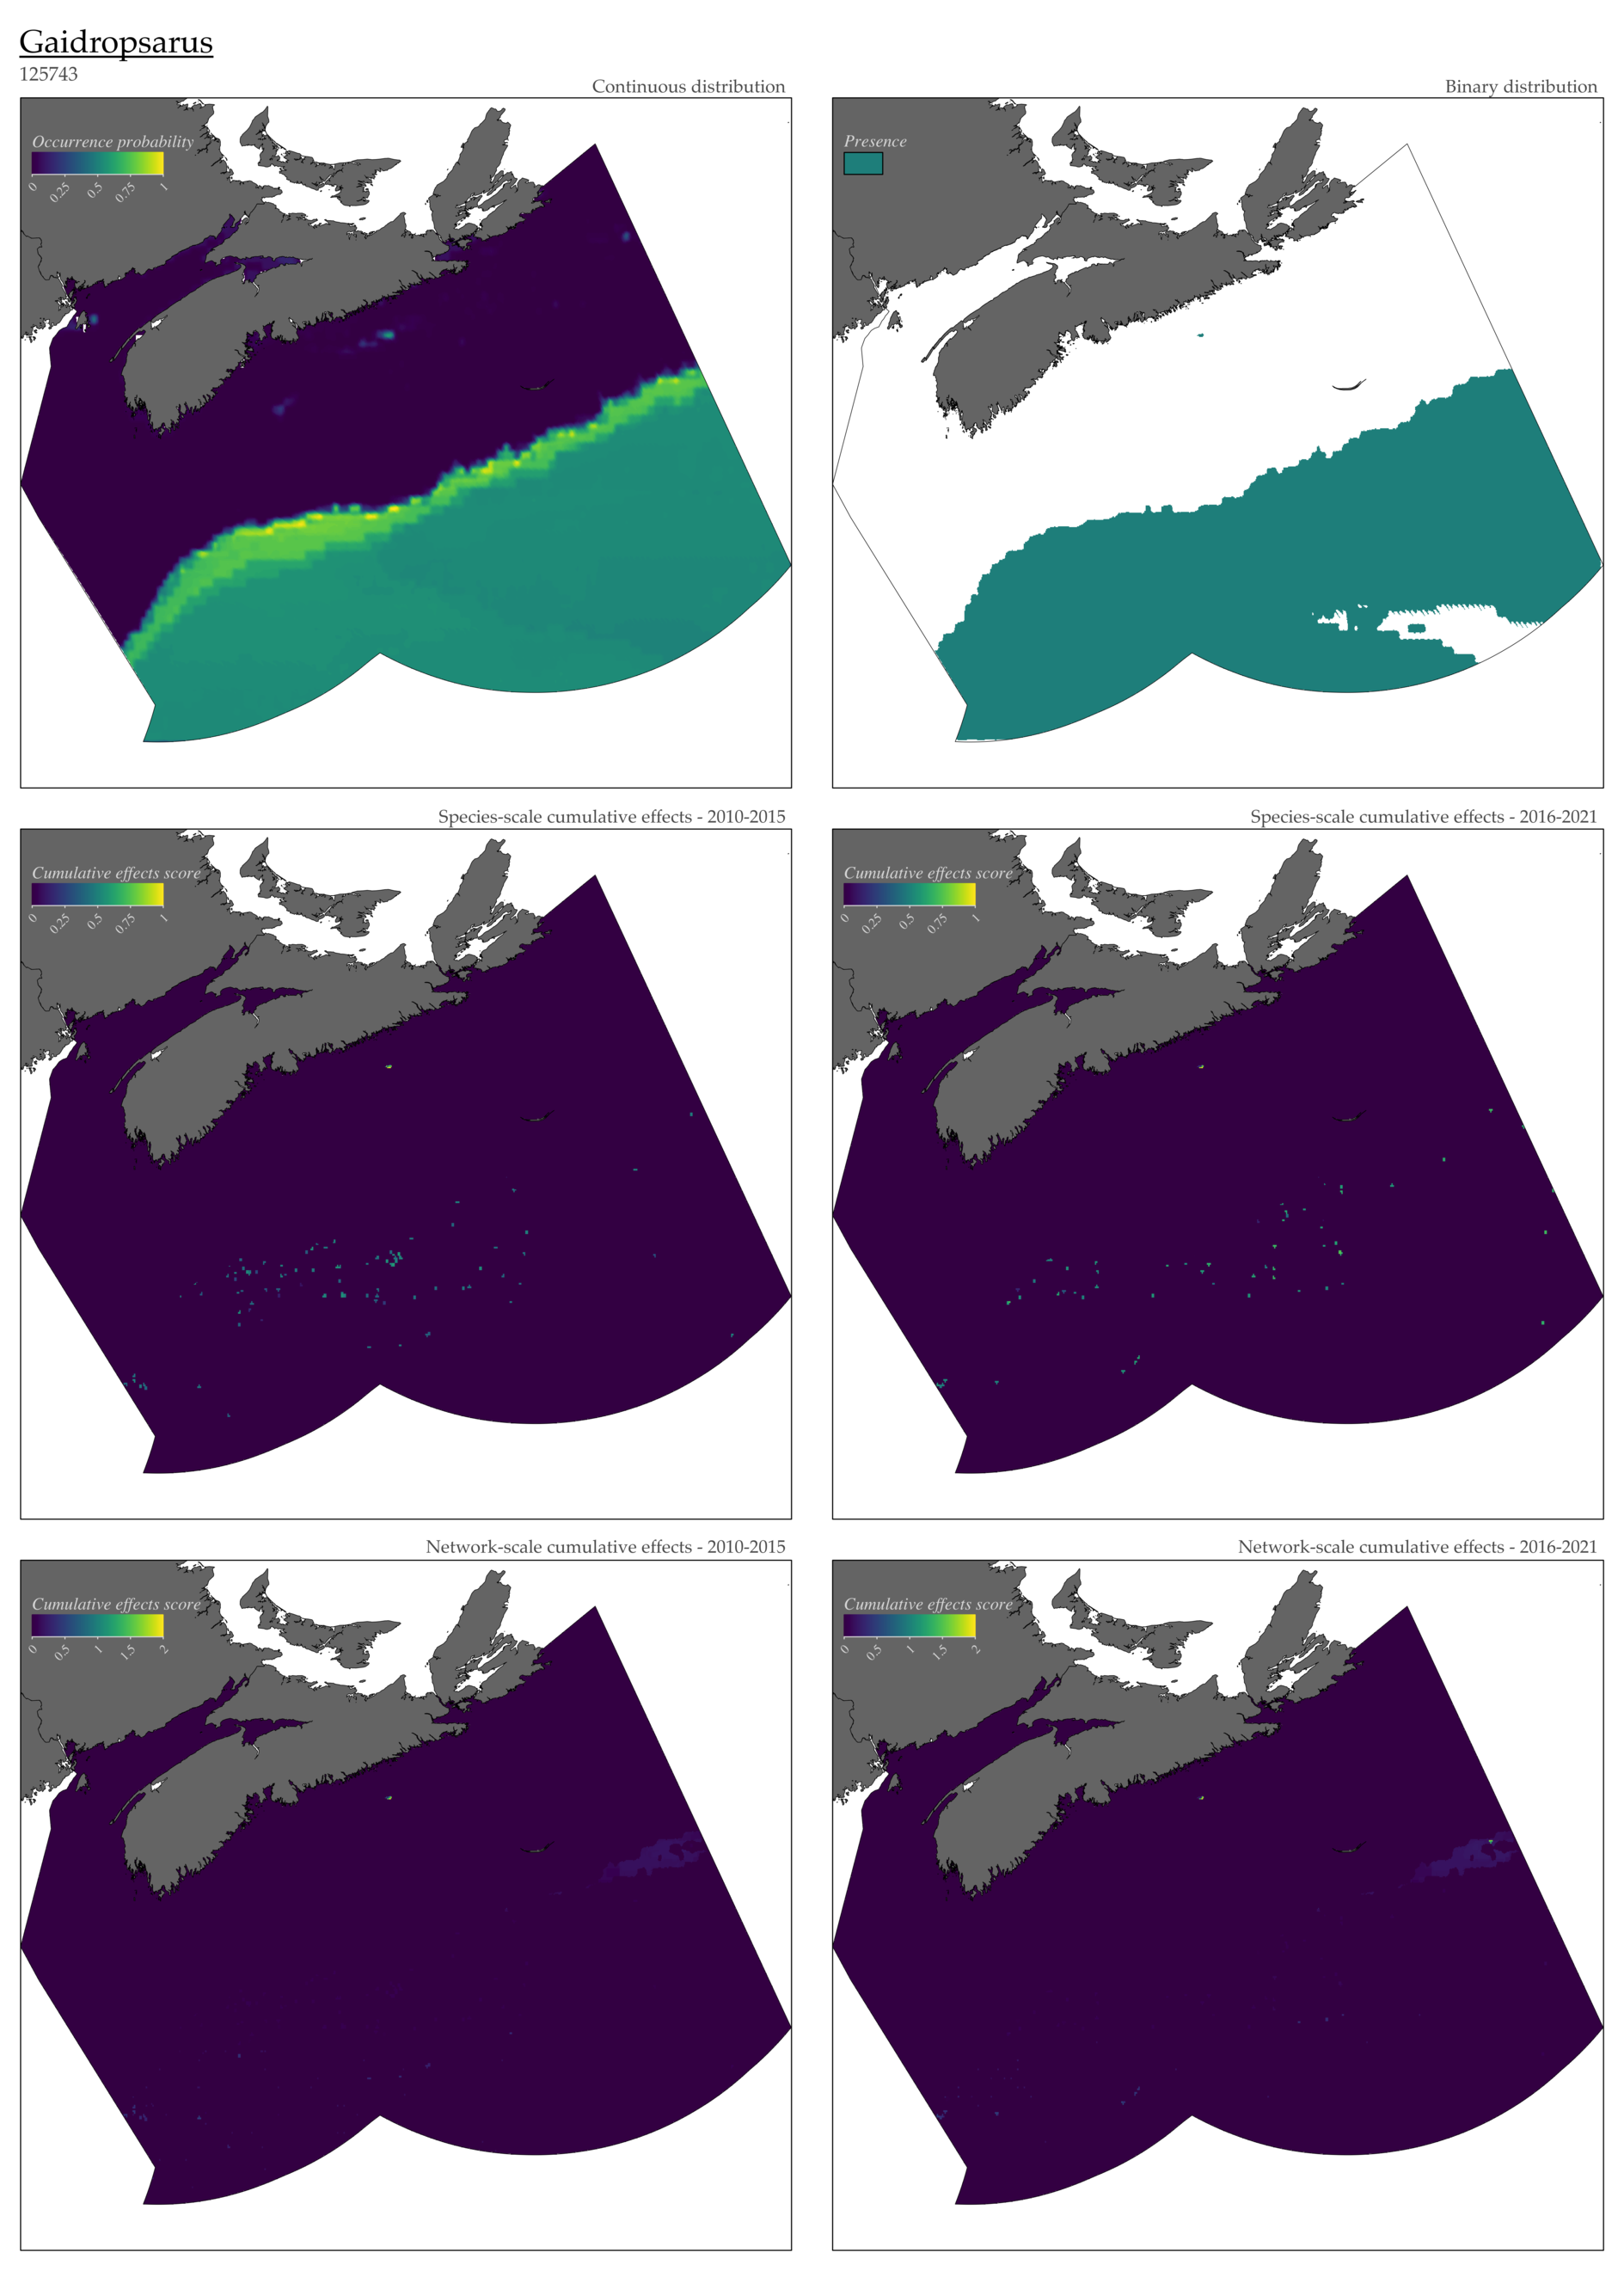 Gaidropsarus
125743
Continuous distribution
Occurrence probability
0 0.25 0.5 0.75 1
Binary distribution
Presence
Species-scale cumulative effects - 2010-2015
Cumulative effects score
0 0.25 0.5 0.75 1
Species-scale cumulative effects - 2016-2021
Cumulative effects score
0 0.25 0.5 0.75 1
Network-scale cumulative effects - 2010-2015
Cumulative effects score
0 0.5 1 1.5 2
Network-scale cumulative effects - 2016-2021
Cumulative effects score
0 0.5 1 1.5 2